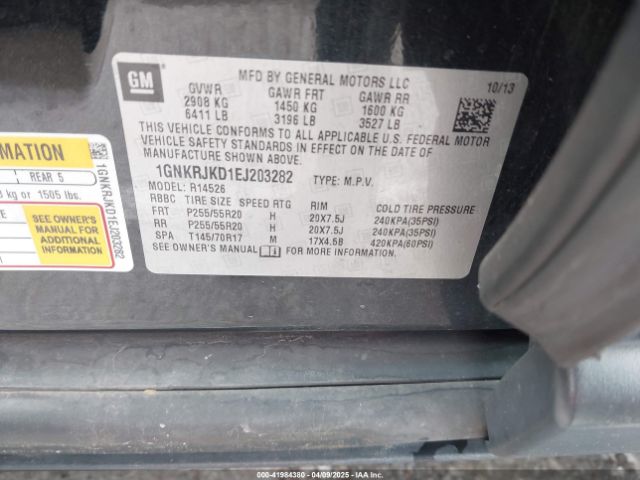 GM
MFD BY GENERAL MOTORS LLC
10/13
GVWR GAWR FRT GAWR RR
2908 KG 1450 KG 1600 KG
6411 LB 3196 LB 3527 LB
THIS VEHICLE CONFORMS TO ALL APPLICABLE U.S. FEDERAL MOTOR
VEHICLE SAFETY STANDARDS IN EFFECT ON THE DATE OF
MANUFACTURE SHOWN ABOVE.
1GNKRJKD1EJ203282 TYPE: M.P.V.
MODEL: R14526
RBBC TIRE SIZE SPEED RTG RIM COLD TIRE PRESSURE
FRT P255/55R20 H 20X7.5J 240KPA(35PSI)
RR P255/55R20 H 20X7.5J 240KPA(35PSI)
SPA T145/70R17 M 17X4.5B 420KPA(60PSI)
SEE OWNER'S MANUAL FOR MORE INFORMATION.
MATION
REAR 5
kg or 1505 lbs.
SEE OWNER'S
MANUAL FOR
ADDITIONAL
INFORMATION
1GNKRJKD1EJ203282
000-41984380 - 04/09/2025 - COPYRIGHT IAA, LLC.